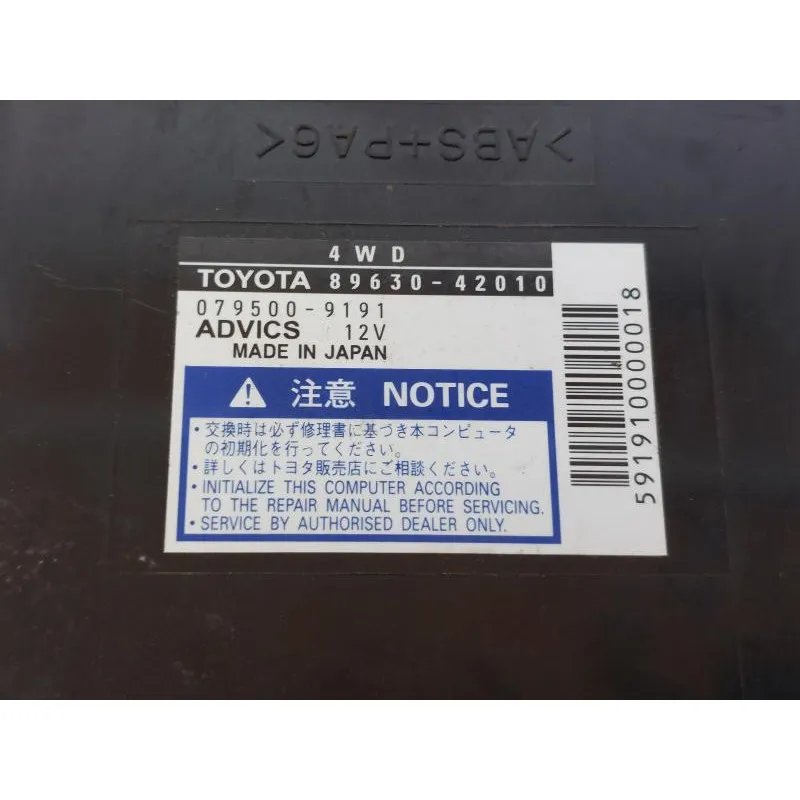 >ABS+PA6<
4WD
TOYOTA 89630-42010
079500-9191
ADVICS 12V
MADE IN JAPAN
注意 NOTICE
・交換時は必ず修理書に基づき本コンピュータ
の初期化を行ってください。
・詳しくはトヨタ販売店にご相談ください。
・INITIALIZE THIS COMPUTER ACCORDING
TO THE REPAIR MANUAL BEFORE SERVICING.
・SERVICE BY AUTHORISED DEALER ONLY.
591910000018